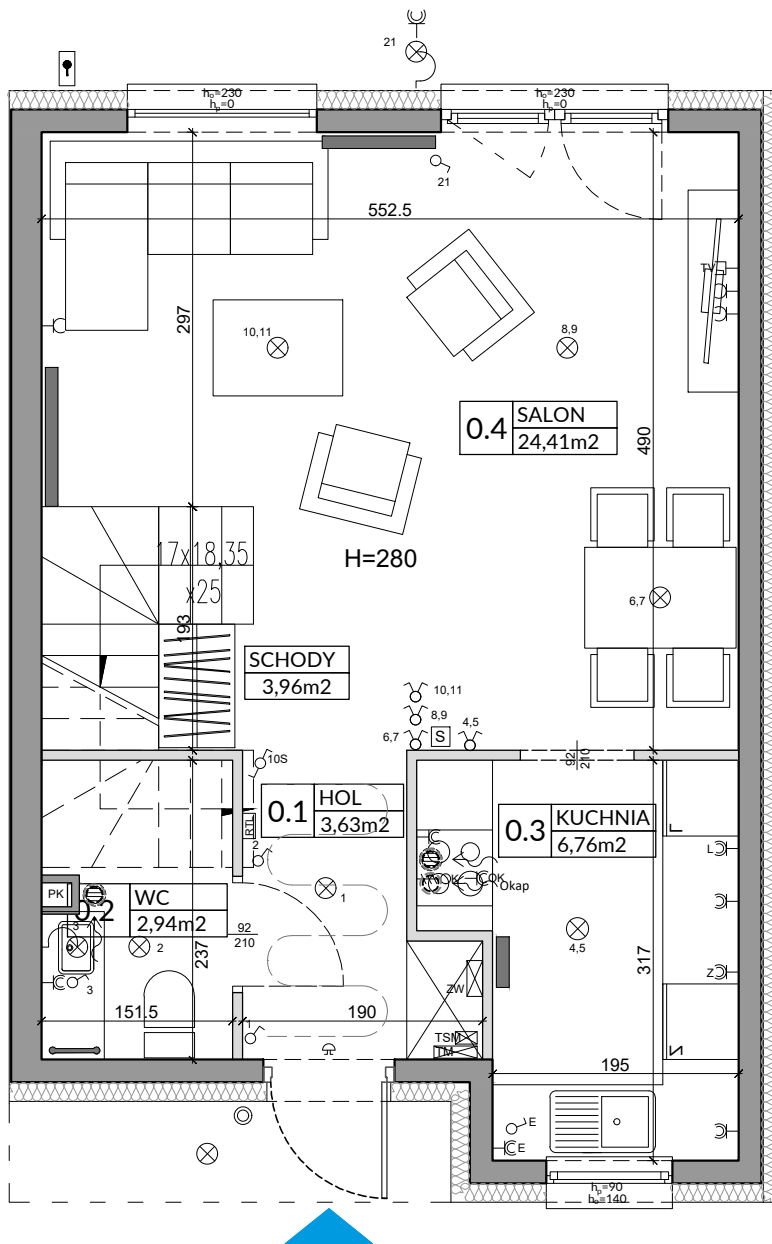 21
hₒ=230
hₚ=0
hₒ=230
hₚ=0
21
552.5
TV
297
10,11
8,9
0.4
SALON
24,41m2
490
17x18,35
x25
H=280
6,7
193
SCHODY
3,96m2
10,11
8,9
6,7
S
4,5
10S
92
210
0.1
HOL
3,63m2
RTL
2
0.3
KUCHNIA
6,76m2
L
L
Okap
1
PK
0.2
WC
2,94m2
3
2
3
92
210
237
4,5
317
Z
ZW
151.5
190
1
TSM
TM
N
195
E
E
hₚ=90
hₒ=140